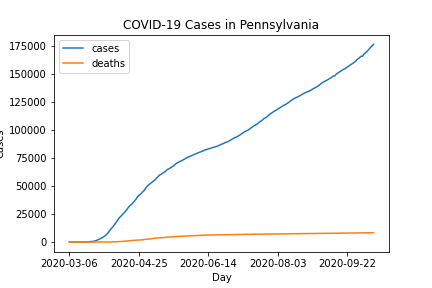 COVID-19 Cases in Pennsylvania
cases
deaths
175000
150000
125000
100000
75000
50000
25000
0
cases
2020-03-06 2020-04-25 2020-06-14 2020-08-03 2020-09-22
Day